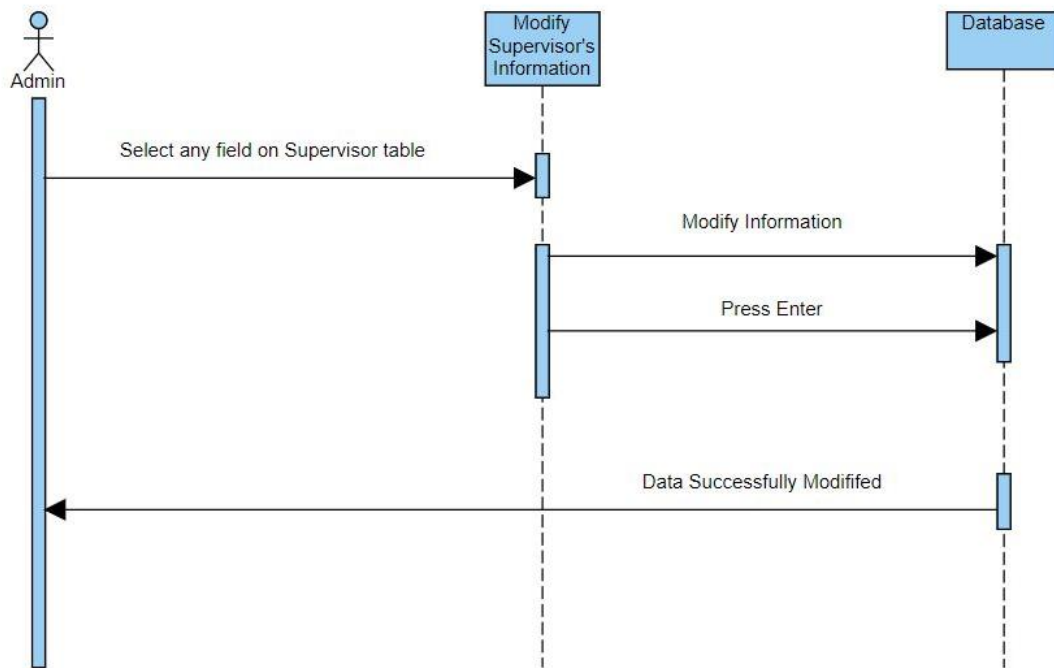 Modify
Supervisor's
Information
Database
Admin
Select any field on Supervisor table
Modify Information
Press Enter
Data Successfully Modififed